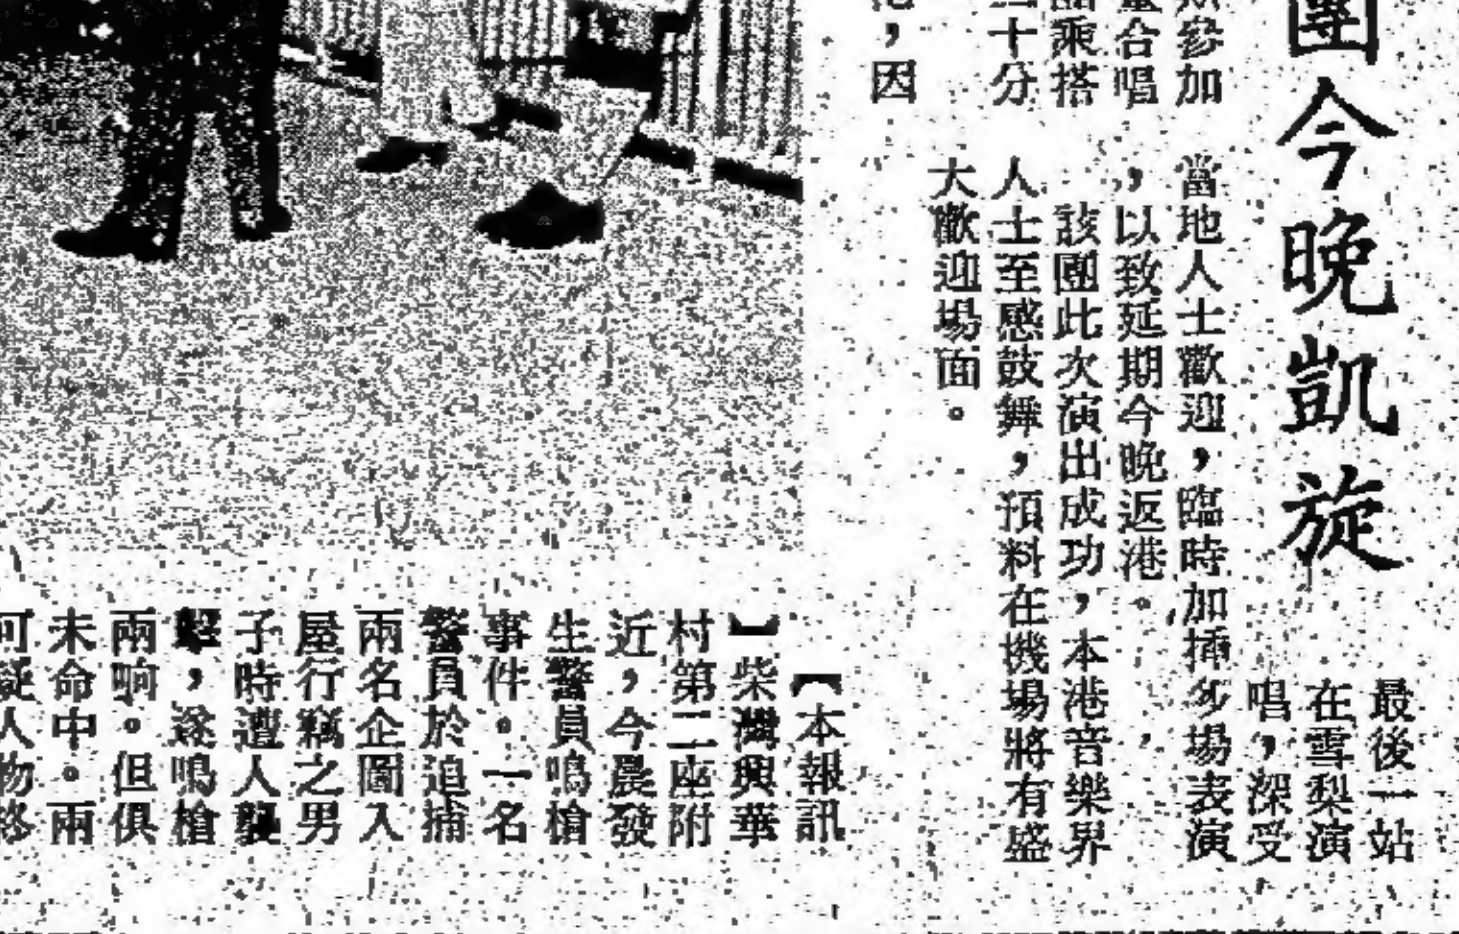 團今晚凱旋
最後一站
在雪梨演
唱，深受
當地人士歡迎，臨時加插多場表演
，以致延期今晚返港。
該團此次演出成功，本港音樂界
人士至感鼓舞，預料在機場將有盛
大歡迎場面。
參加
合唱
乘搭
十分
，因
【本報訊
】柴灣興華
村第二座附
近，今晨發
生警員鳴槍
事件。一名
警員於追捕
兩名企圖入
屋行竊之男
子時遭人襲
擊，遂鳴槍
兩响。但俱
未命中。兩
可疑人物